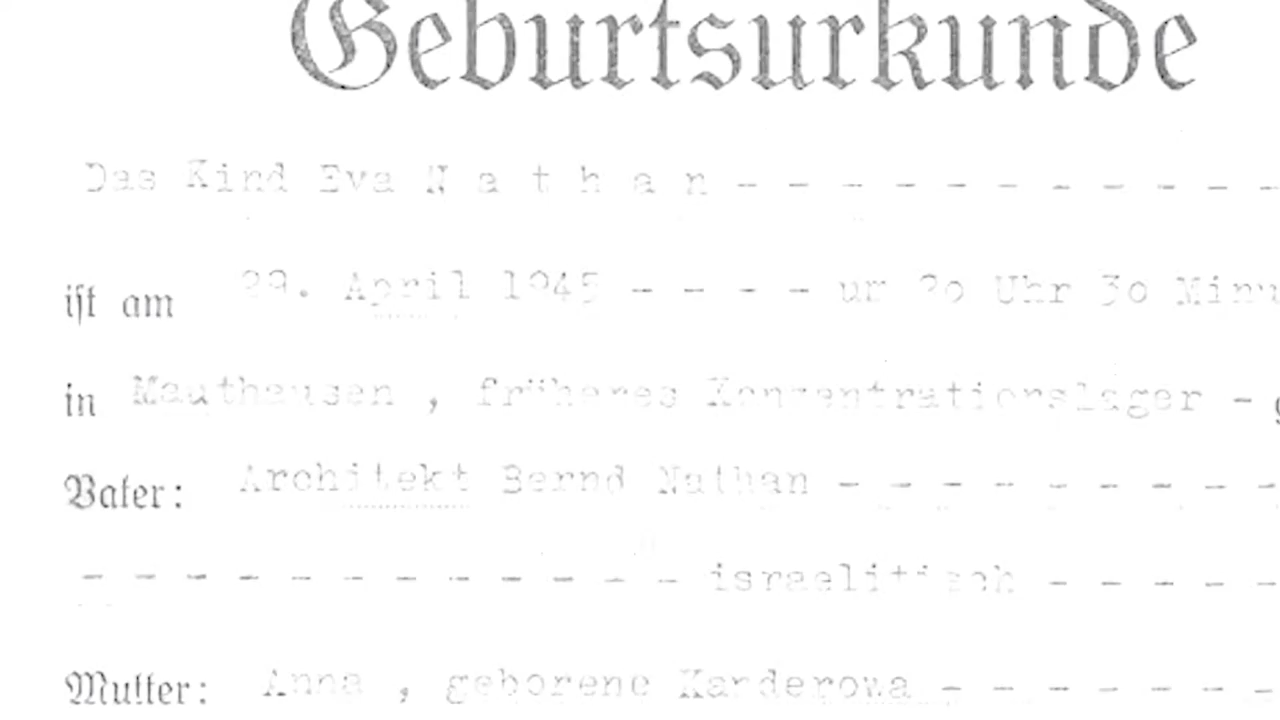 Geburtsurkunde
Das Kind Eva Nathan - - - - - - - - - - -
ist am 29. April 1945 - - - - um 20 Uhr 30
in Mauthausen , früheres Konzentrationslager -
Vater: Architekt Bernd Nathan - - - - - - - - -
- - - - - - - - - - - - israelitisch - - - - -
Mutter: Anna , geborene Karderowa - - - - - - -